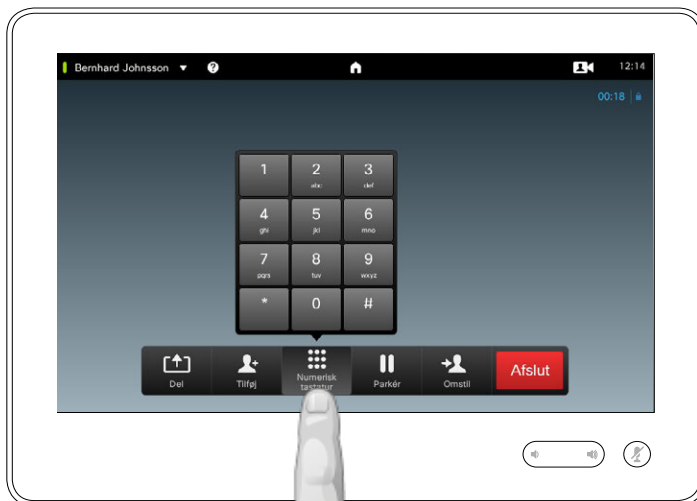 Bernhard Johnsson
?
12:14
00:18
1
2
abc
3
def
4
ghi
5
jkl
6
mno
7
pqrs
8
tuv
9
wxyz
*
0
#
Del
Tilføj
Numerisk
tastatur
Parkér
Omstil
Afslut